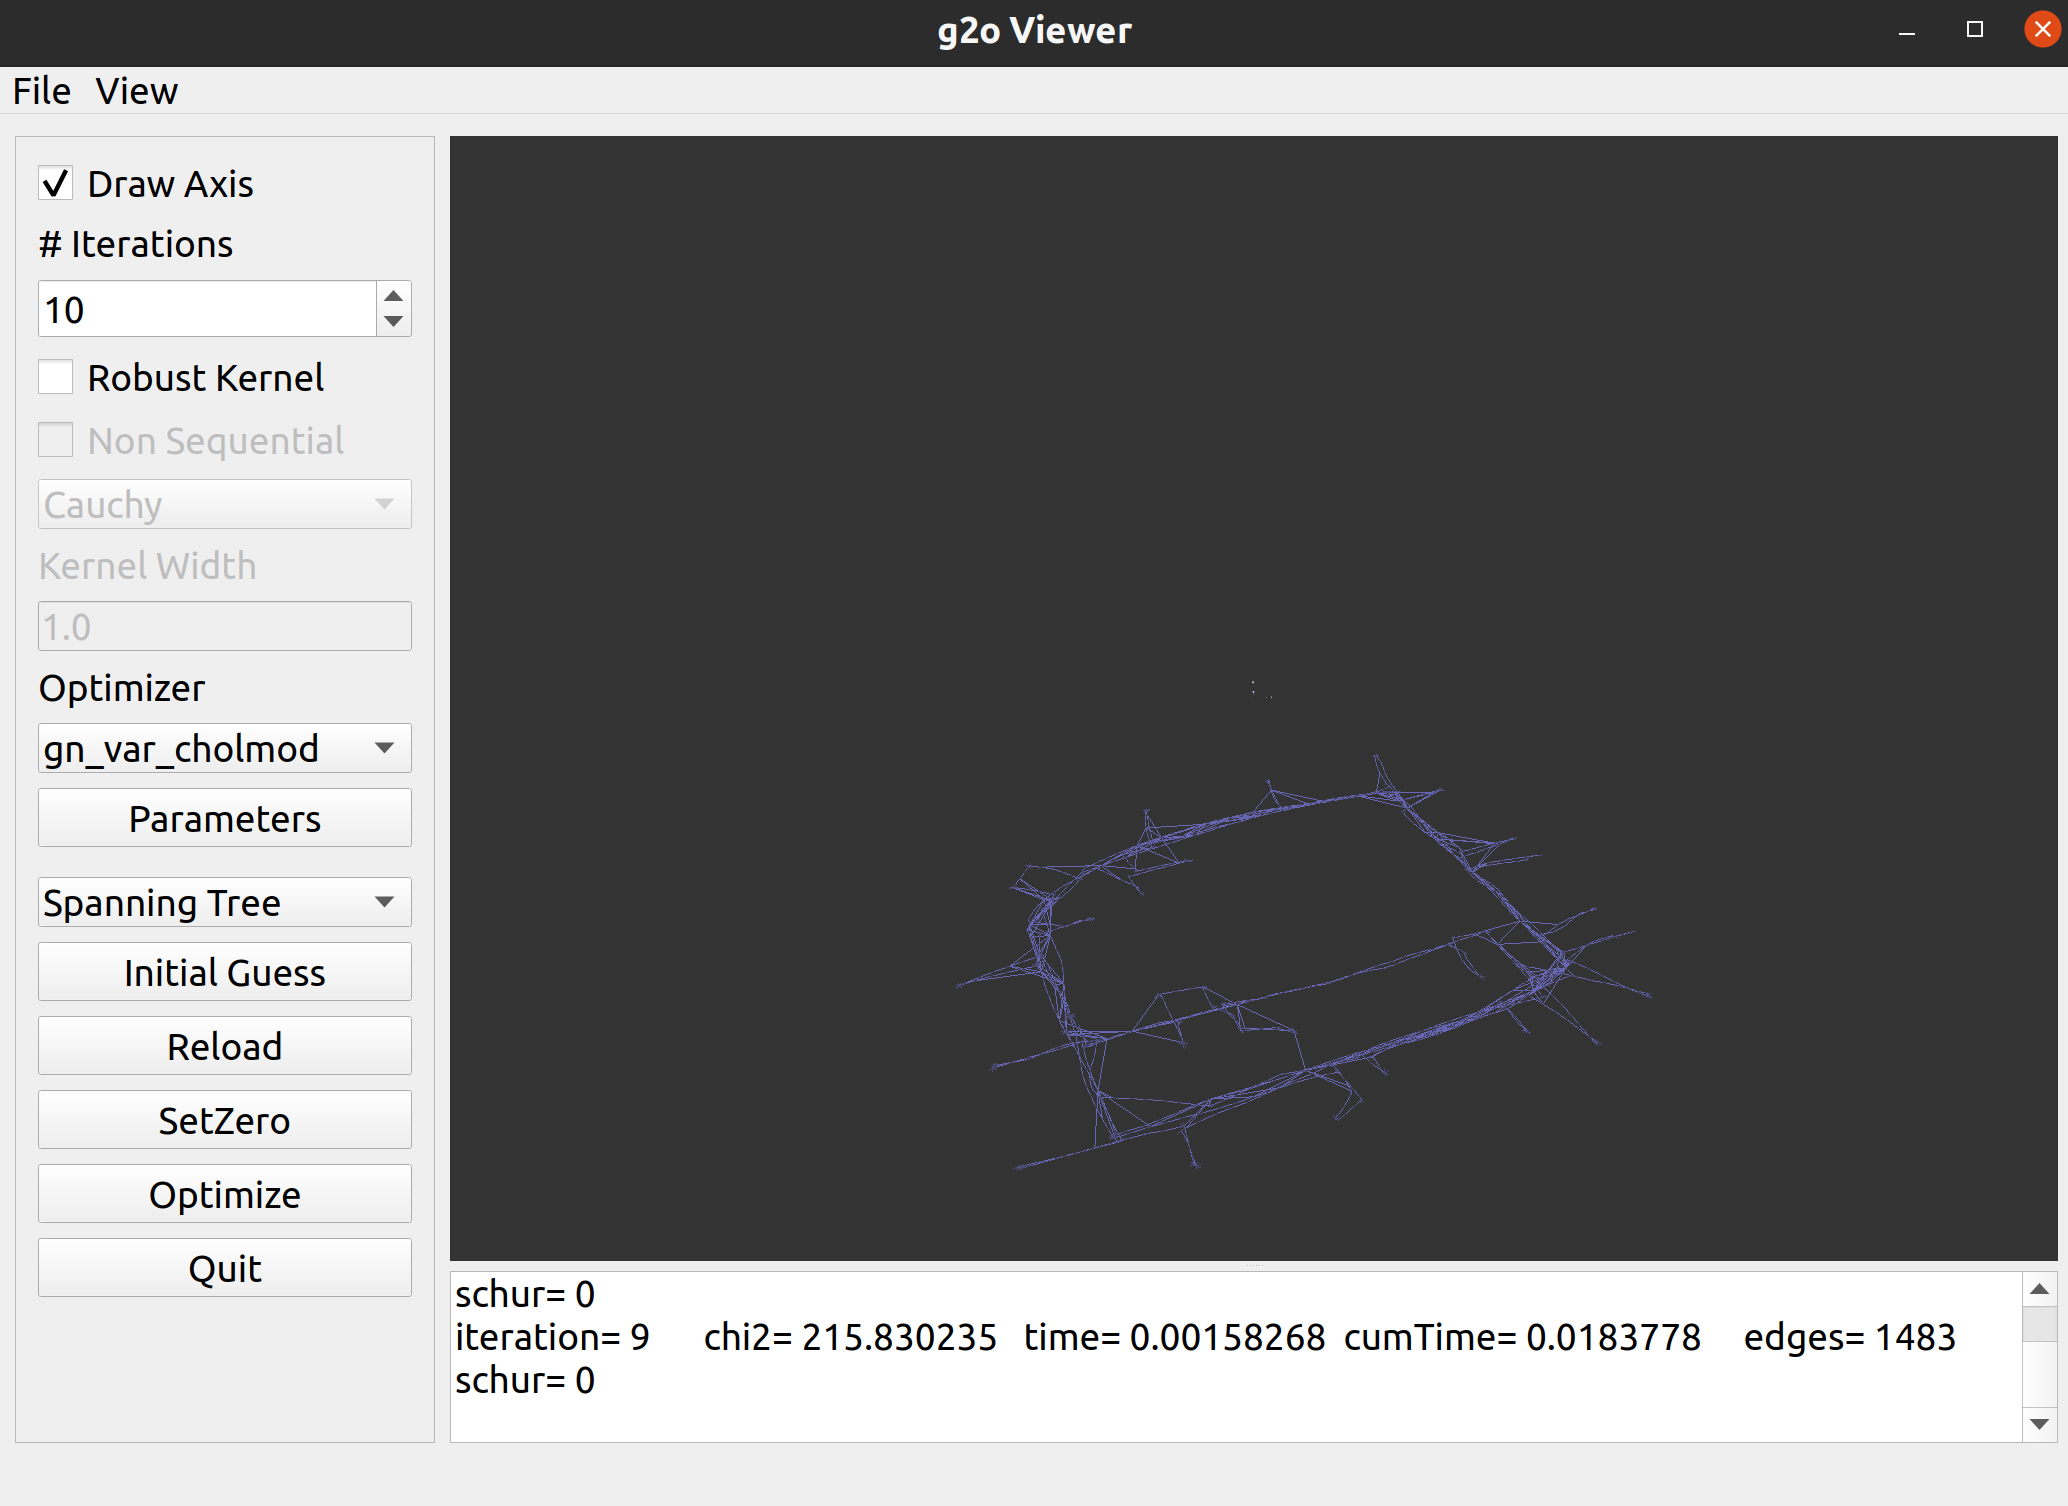 g2o Viewer
File View
Draw Axis
# Iterations
10
Robust Kernel
Non Sequential
Cauchy
Kernel Width
1.0
Optimizer
gn_var_cholmod
Parameters
Spanning Tree
Initial Guess
Reload
SetZero
Optimize
Quit
schur= 0
iteration= 9 chi2= 215.830235 time= 0.00158268 cumTime= 0.0183778 edges= 1483
schur= 0